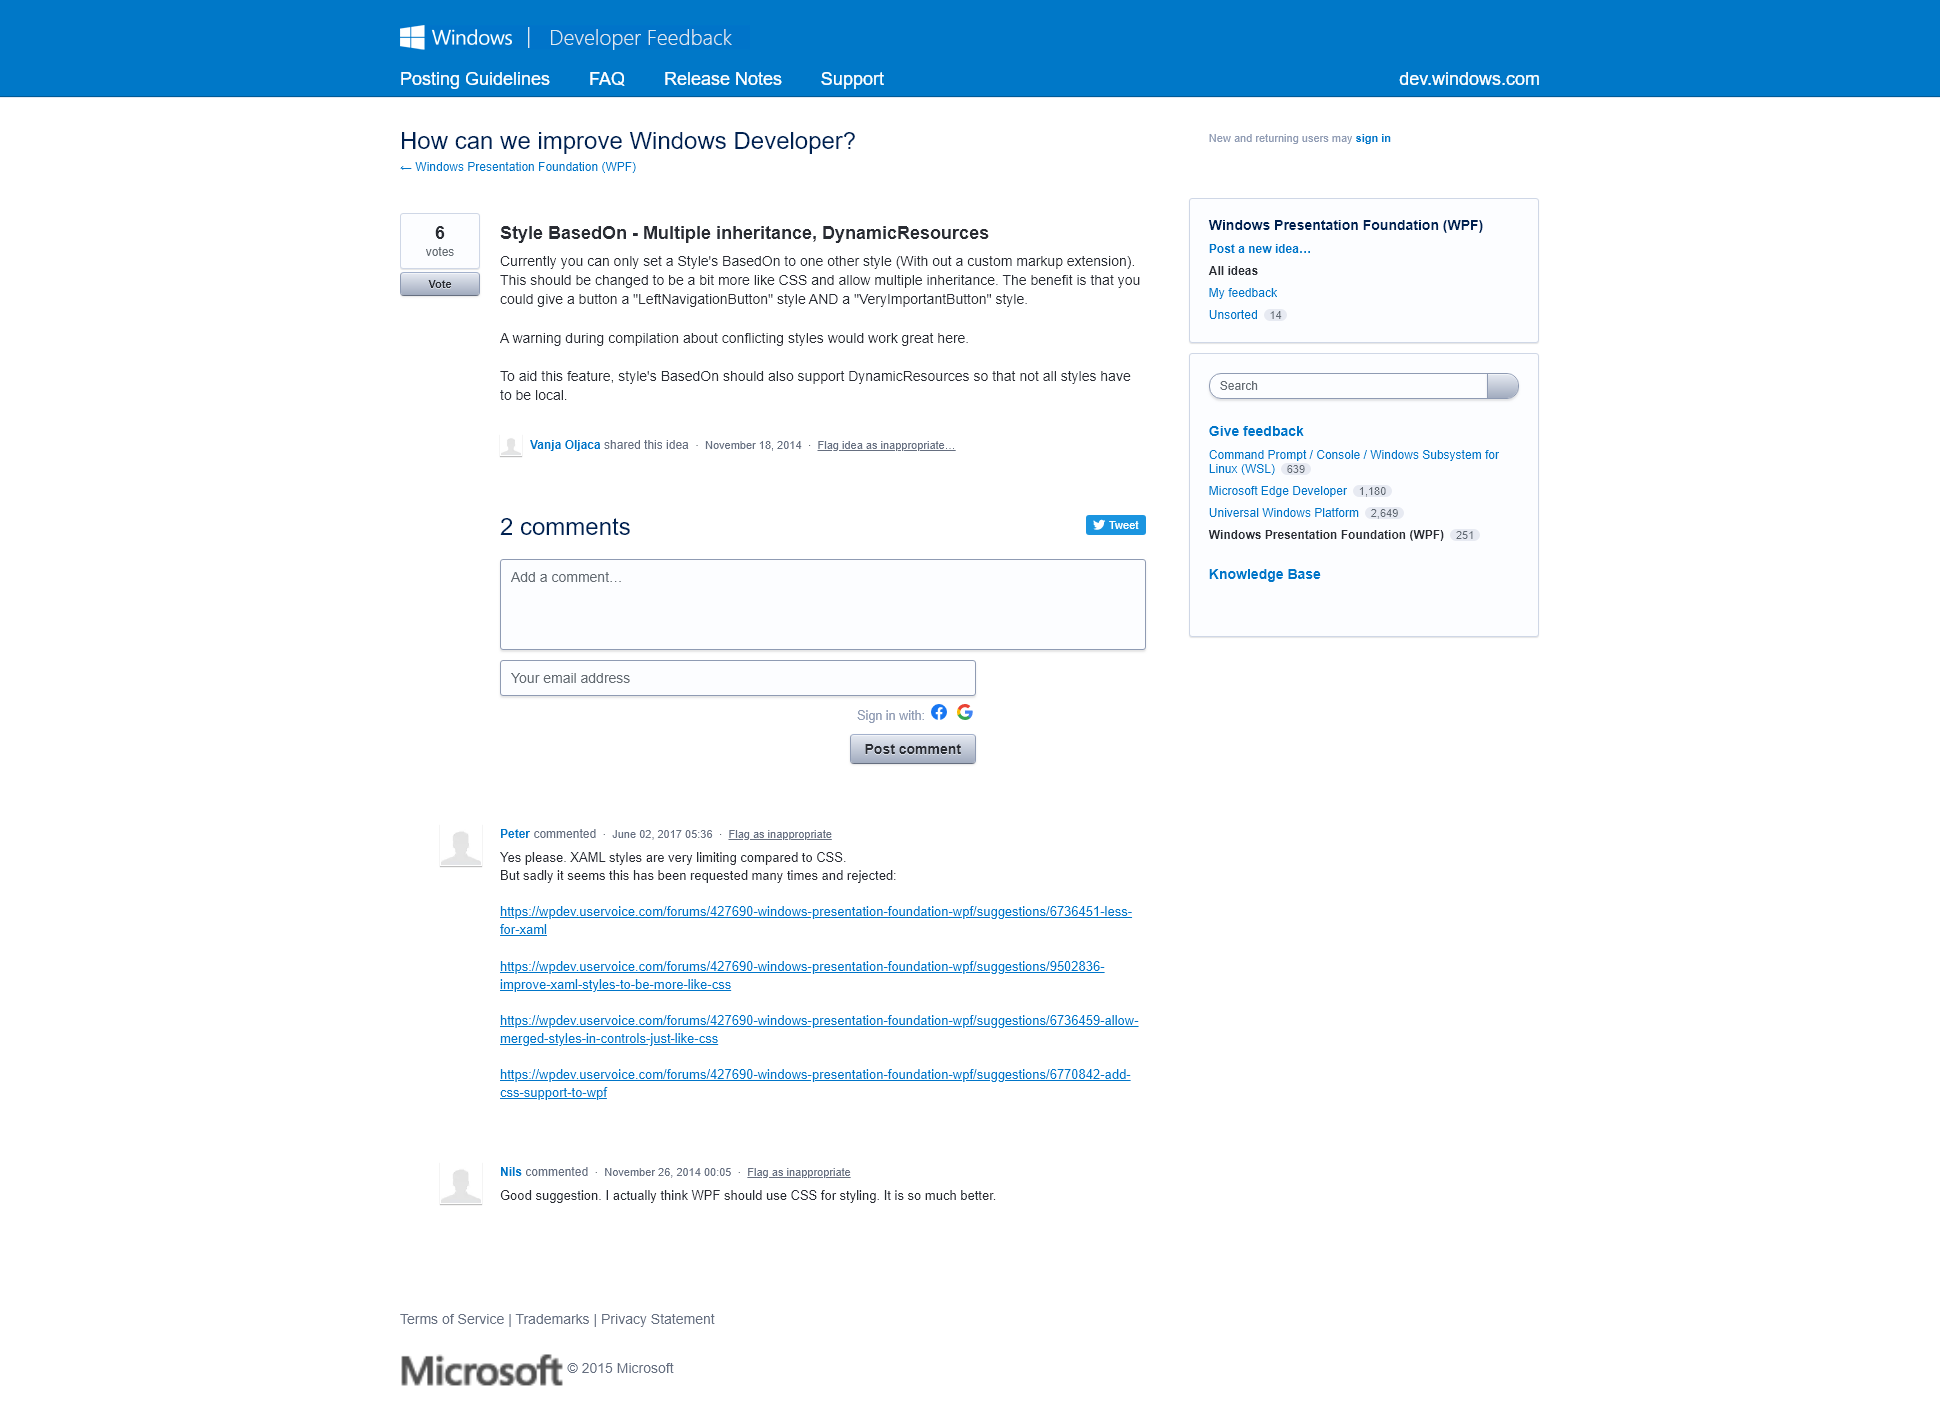 Windows | Developer Feedback
Posting Guidelines FAQ Release Notes Support dev.windows.com
How can we improve Windows Developer?
← Windows Presentation Foundation (WPF)
New and returning users may sign in
6
votes
Vote
Style BasedOn - Multiple inheritance, DynamicResources
Currently you can only set a Style's BasedOn to one other style (With out a custom markup extension).
This should be changed to be a bit more like CSS and allow multiple inheritance. The benefit is that you
could give a button a "LeftNavigationButton" style AND a "VeryImportantButton" style.
A warning during compilation about conflicting styles would work great here.
To aid this feature, style's BasedOn should also support DynamicResources so that not all styles have
to be local.
Vanja Oljaca shared this idea · November 18, 2014 · Flag idea as inappropriate…
2 comments
Tweet
Add a comment…
Your email address
Sign in with:
Post comment
Peter commented · June 02, 2017 05:36 · Flag as inappropriate
Yes please. XAML styles are very limiting compared to CSS.
But sadly it seems this has been requested many times and rejected:
https://wpdev.uservoice.com/forums/427690-windows-presentation-foundation-wpf/suggestions/6736451-less-
for-xaml
https://wpdev.uservoice.com/forums/427690-windows-presentation-foundation-wpf/suggestions/9502836-
improve-xaml-styles-to-be-more-like-css
https://wpdev.uservoice.com/forums/427690-windows-presentation-foundation-wpf/suggestions/6736459-allow-
merged-styles-in-controls-just-like-css
https://wpdev.uservoice.com/forums/427690-windows-presentation-foundation-wpf/suggestions/6770842-add-
css-support-to-wpf
Nils commented · November 26, 2014 00:05 · Flag as inappropriate
Good suggestion. I actually think WPF should use CSS for styling. It is so much better.
Windows Presentation Foundation (WPF)
Post a new idea…
All ideas
My feedback
Unsorted 14
Search
Give feedback
Command Prompt / Console / Windows Subsystem for
Linux (WSL) 639
Microsoft Edge Developer 1,180
Universal Windows Platform 2,649
Windows Presentation Foundation (WPF) 251
Knowledge Base
Terms of Service | Trademarks | Privacy Statement
Microsoft © 2015 Microsoft